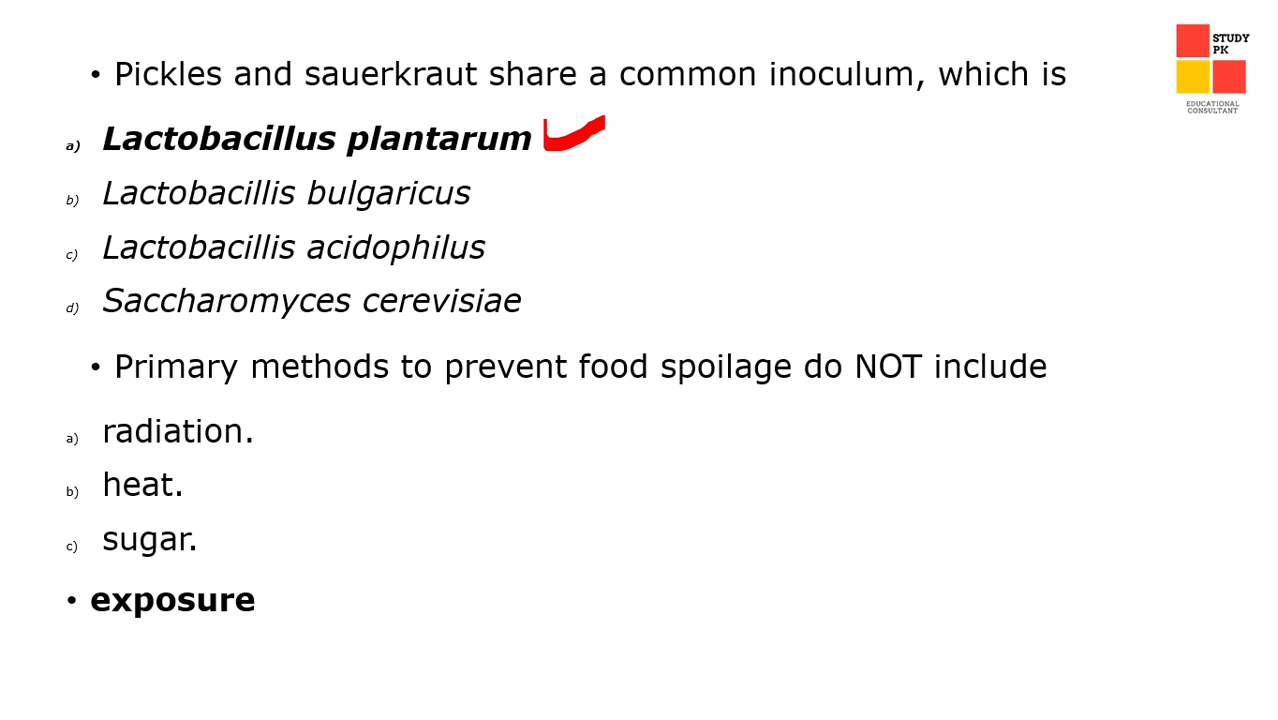 • Pickles and sauerkraut share a common inoculum, which is
a) Lactobacillus plantarum
b) Lactobacillis bulgaricus
c) Lactobacillis acidophilus
d) Saccharomyces cerevisiae
• Primary methods to prevent food spoilage do NOT include
a) radiation.
b) heat.
c) sugar.
• exposure
STUDY
PK
EDUCATIONAL
CONSULTANT